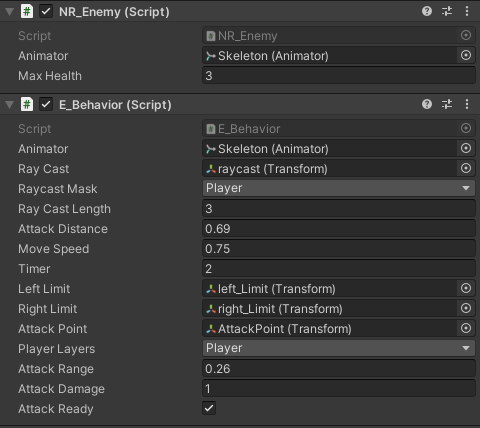 NR_Enemy (Script)
Script NR_Enemy
Animator Skeleton (Animator)
Max Health 3
E_Behavior (Script)
Script E_Behavior
Animator Skeleton (Animator)
Ray Cast raycast (Transform)
Raycast Mask Player
Ray Cast Length 3
Attack Distance 0.69
Move Speed 0.75
Timer 2
Left Limit left_Limit (Transform)
Right Limit right_Limit (Transform)
Attack Point AttackPoint (Transform)
Player Layers Player
Attack Range 0.26
Attack Damage 1
Attack Ready